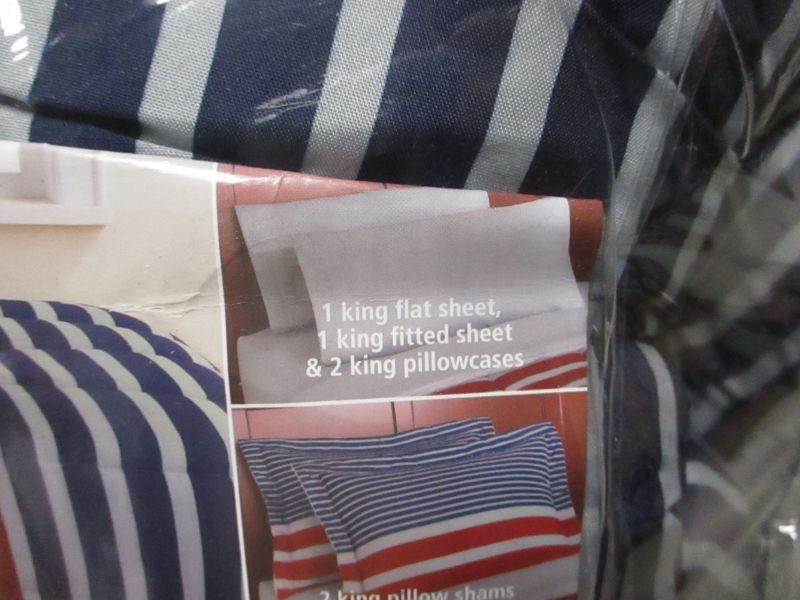 1 king flat sheet,
1 king fitted sheet
& 2 king pillowcases
2 king pillow shams